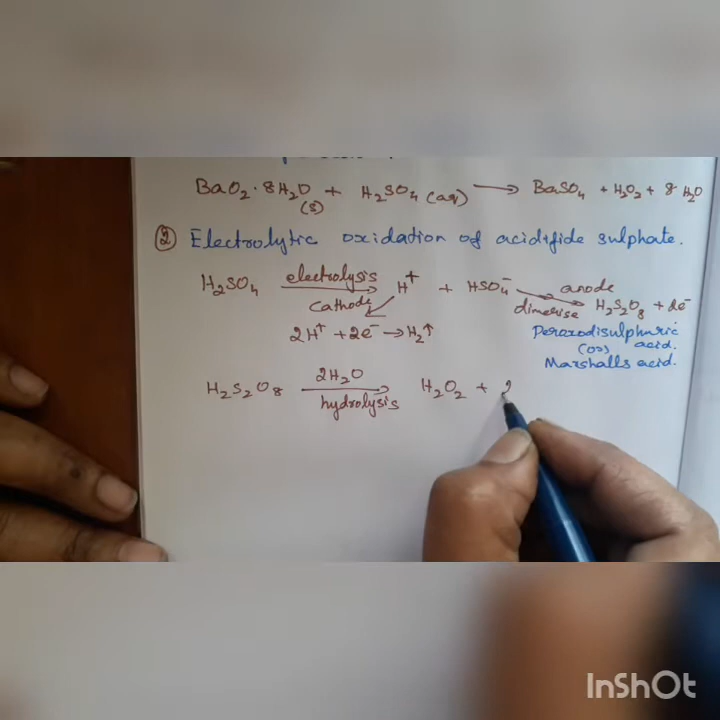 BaO₂·8H₂O(s) + H₂SO₄(aq) → BaSO₄ + H₂O₂ + 8 H₂O
② Electrolytic oxidation of acidifide sulphate.
H₂SO₄ electrolysis → H⁺ + HSO₄⁻ anode dimerise → H₂S₂O₈ + 2e⁻
cathode
2H⁺ + 2e⁻ → H₂↑
Peroxodisulphuric acid.
(or)
Marshalls acid.
H₂S₂O₈ 2H₂O hydrolysis → H₂O₂ + 2
InShOt